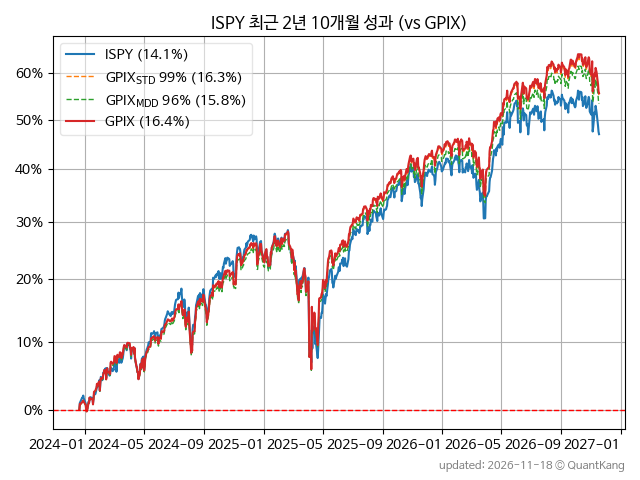 ISPY 최근 2년 10개월 성과 (vs GPIX)
ISPY (14.1%)
GPIXSTD 99% (16.3%)
GPIXMDD 96% (15.8%)
GPIX (16.4%)
60%
50%
40%
30%
20%
10%
0%
2024-01 2024-05 2024-09 2025-01 2025-05 2025-09 2026-01 2026-05 2026-09 2027-01
updated: 2026-11-18 © QuantKang